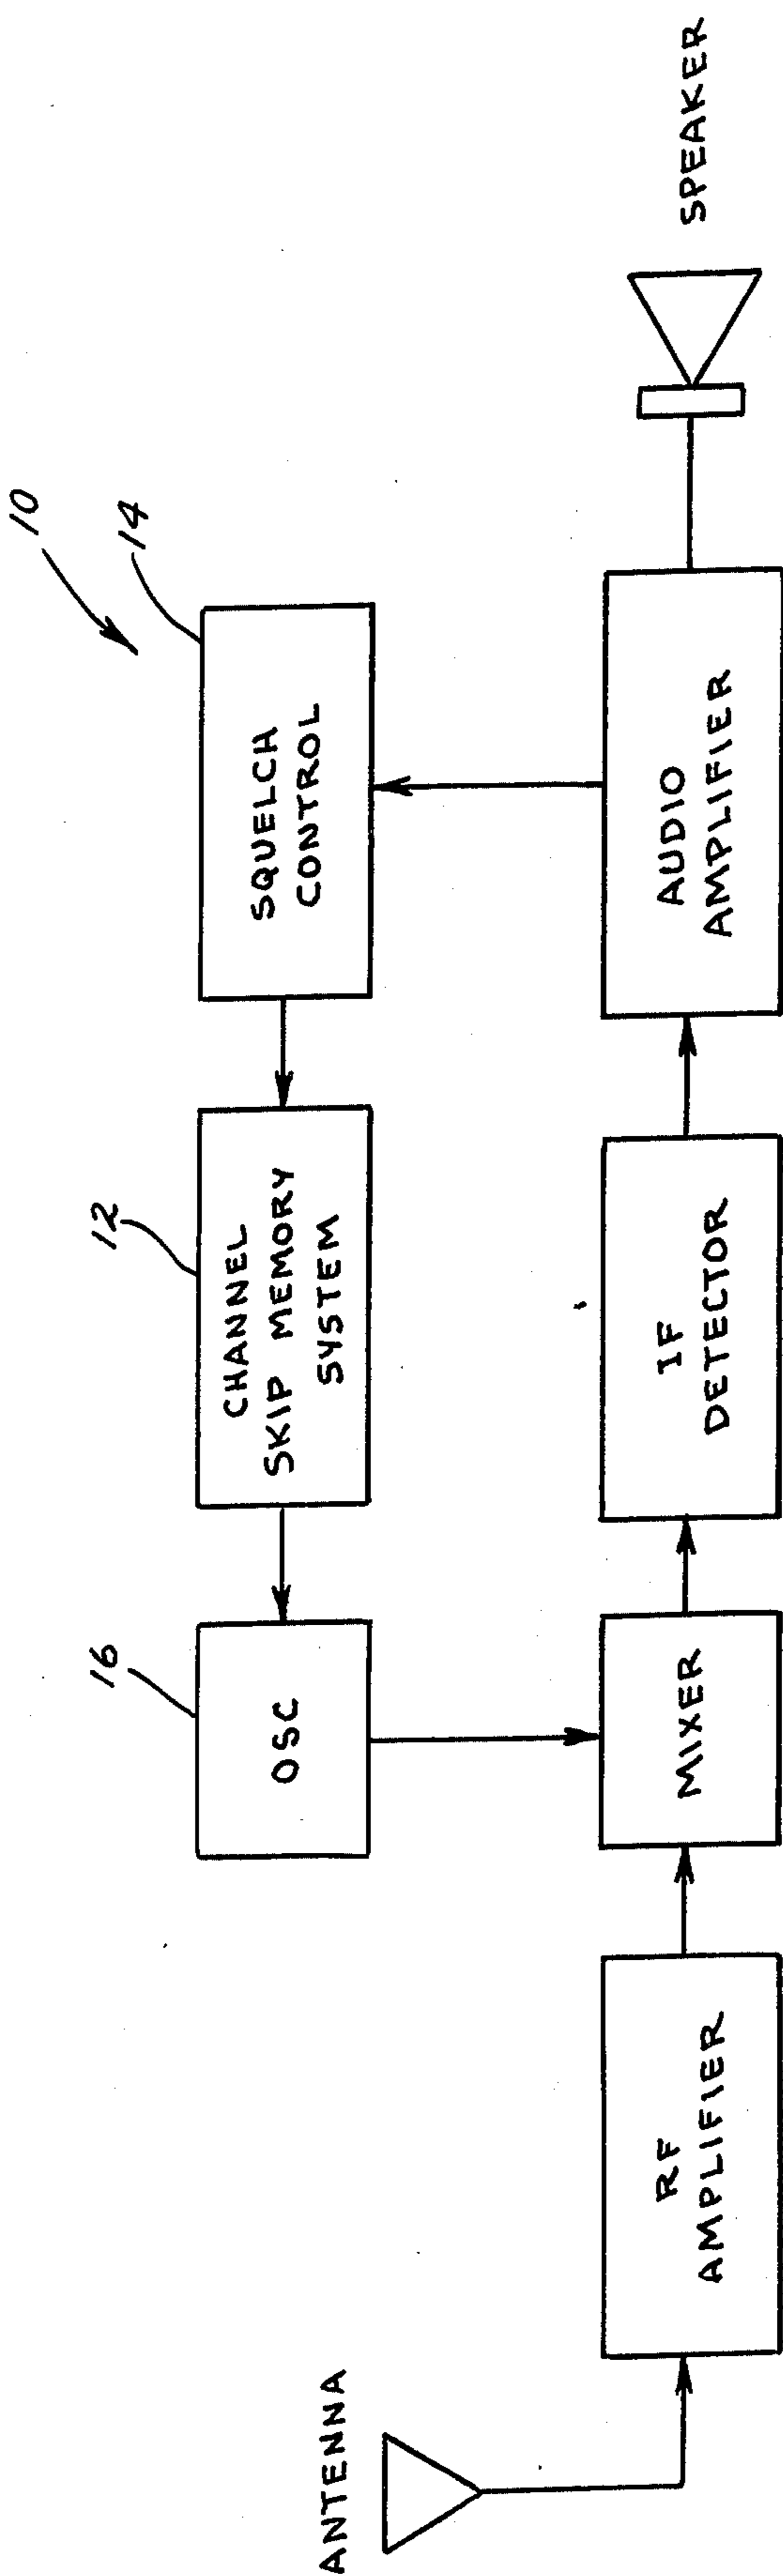 10
14
12
16
SQUELCH
CONTROL
CHANNEL
SKIP MEMORY
SYSTEM
OSC
ANTENNA
RF
AMPLIFIER
MIXER
IF
DETECTOR
AUDIO
AMPLIFIER
SPEAKER